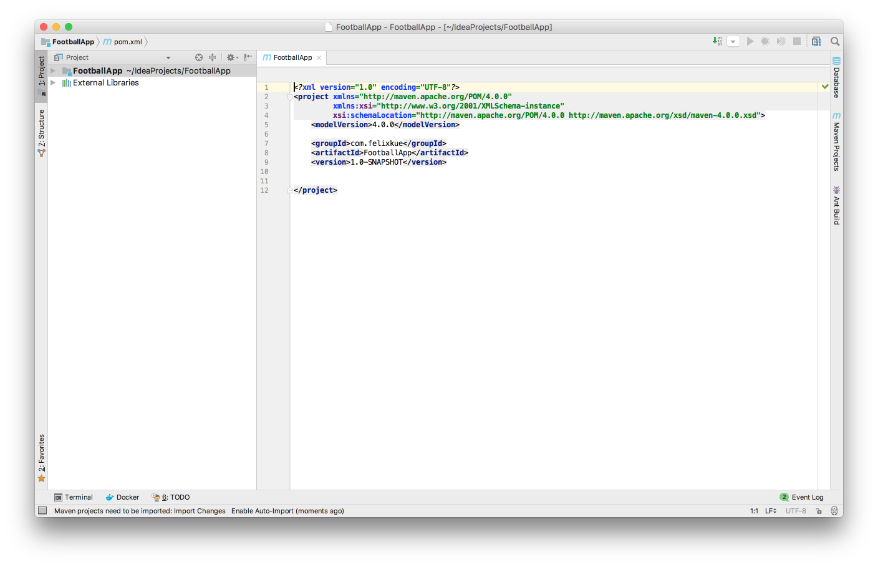 FootballApp - FootballApp - [~/IdeaProjects/FootballApp]
FootballApp m pom.xml
Project
m FootballApp
1: Project
FootballApp ~/IdeaProjects/FootballApp
External Libraries
Z: Structure
2: Favorites
1 <?xml version="1.0" encoding="UTF-8"?>
2 <project xmlns="http://maven.apache.org/POM/4.0.0"
3 xmlns:xsi="http://www.w3.org/2001/XMLSchema-instance"
4 xsi:schemaLocation="http://maven.apache.org/POM/4.0.0 http://maven.apache.org/xsd/maven-4.0.0.xsd">
5 <modelVersion>4.0.0</modelVersion>
6
7 <groupId>com.felixkue</groupId>
8 <artifactId>FootballApp</artifactId>
9 <version>1.0-SNAPSHOT</version>
10
11
12 </project>
Database
m Maven Projects
Ant Build
Terminal Docker 6: TODO
2 Event Log
Maven projects need to be imported: Import Changes Enable Auto-Import (moments ago)
1:1 LF UTF-8